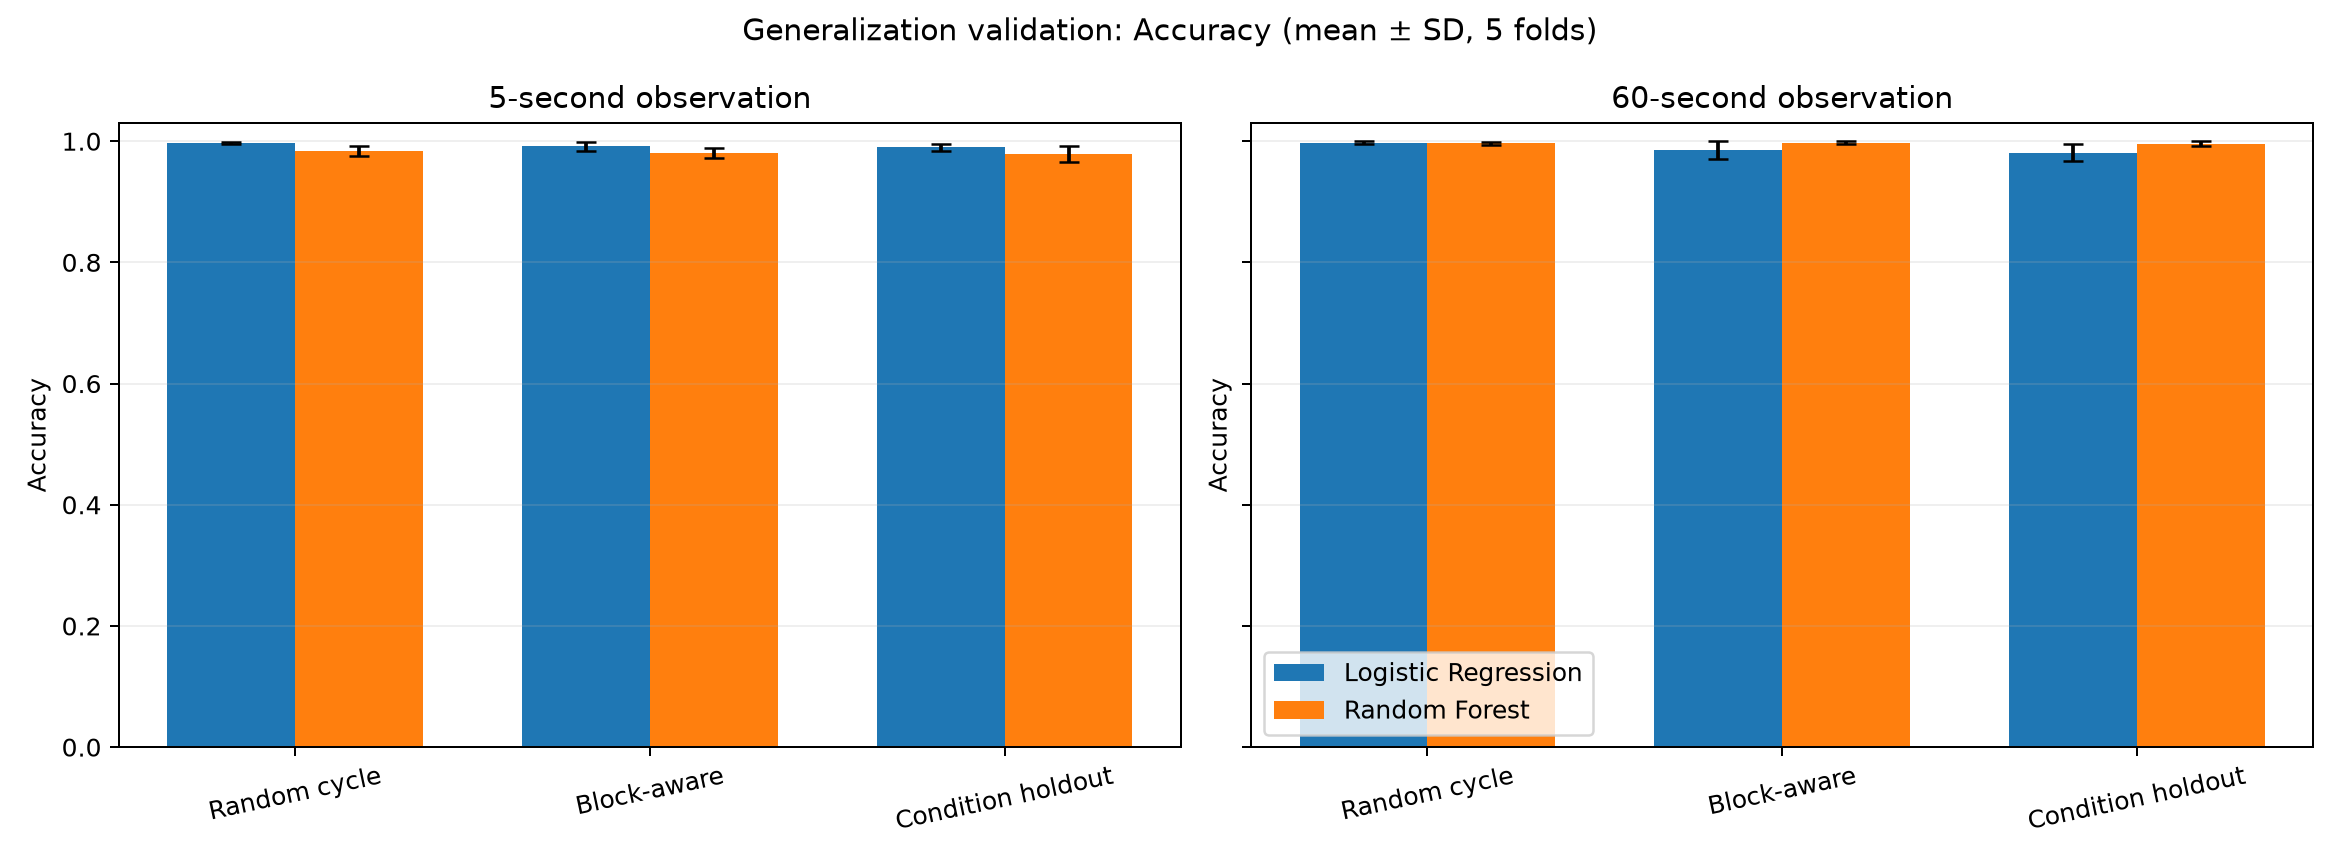 Generalization validation: Accuracy (mean ± SD, 5 folds)
5-second observation
Accuracy
1.0
0.8
0.6
0.4
0.2
0.0
Random cycle
Block-aware
Condition holdout
60-second observation
Accuracy
Logistic Regression
Random Forest
Random cycle
Block-aware
Condition holdout